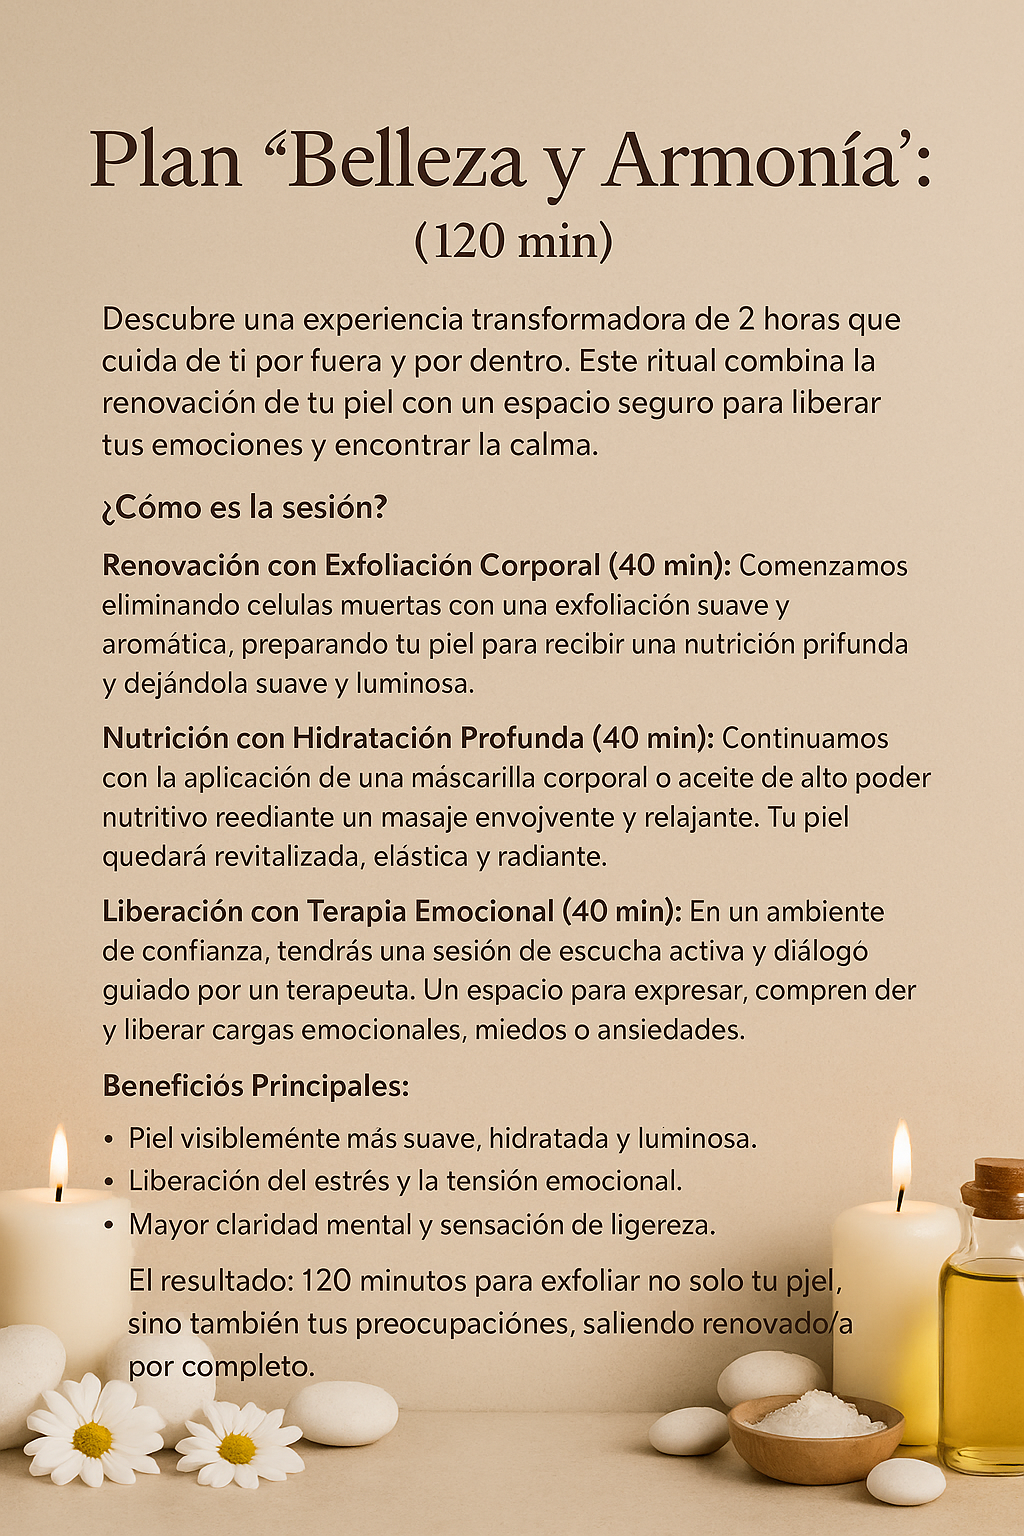 Plan “Belleza y Armonía’:
(120 min)
Descubre una experiencia transformadora de 2 horas que
cuida de ti por fuera y por dentro. Este ritual combina la
renovación de tu piel con un espacio seguro para liberar
tus emociones y encontrar la calma.
¿Cómo es la sesión?
Renovación con Exfoliación Corporal (40 min): Comenzamos
eliminando celulas muertas con una exfoliación suave y
aromática, preparando tu piel para recibir una nutrición prifunda
y dejándola suave y luminosa.
Nutrición con Hidratación Profunda (40 min): Continuamos
con la aplicación de una máscarilla corporal o aceite de alto poder
nutritivo reediante un masaje envojvente y relajante. Tu piel
quedará revitalizada, elástica y radiante.
Liberación con Terapia Emocional (40 min): En un ambiente
de confianza, tendrás una sesión de escucha activa y diálogó
guiado por un terapeuta. Un espacio para expresar, compren der
y liberar cargas emocionales, miedos o ansiedades.
Beneficiós Principales:
• Piel visibleménte más suave, hidratada y luminosa.
• Liberación del estrés y la tensión emocional.
• Mayor claridad mental y sensación de ligereza.
El resultado: 120 minutos para exfoliar no solo tu pjel,
sino también tus preocupaciónes, saliendo renovado/a
por completo.